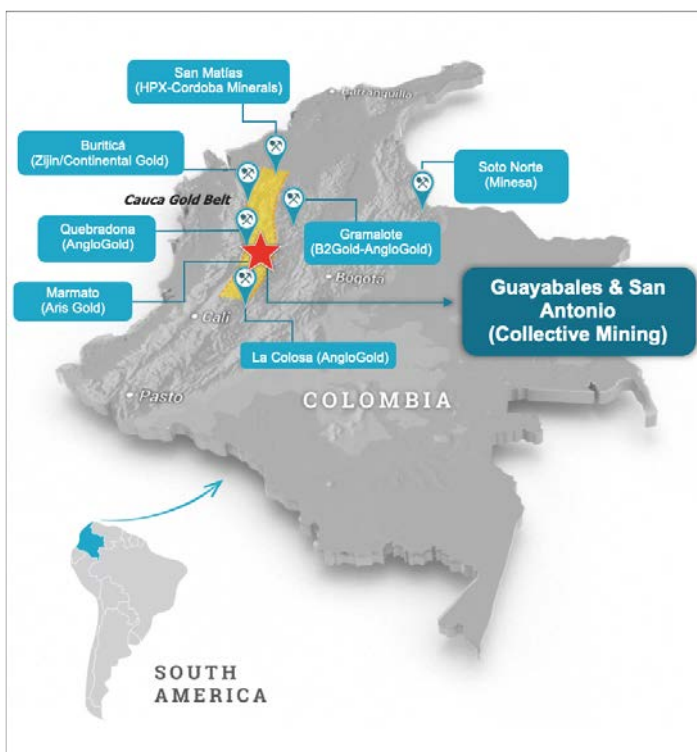 San Matías
(HPX-Cordoba Minerals)
Barranquilla
Buriticá
(Zijin/Continental Gold)
Soto Norte
(Minesa)
Cauca Gold Belt
Quebradona
(AngloGold)
Gramalote
(B2Gold-AngloGold)
Bogota
Guayabales & San
Antonio
(Collective Mining)
Marmato
(Aris Gold)
Cali
La Colosa (AngloGold)
Pasto
COLOMBIA
SOUTH
AMERICA